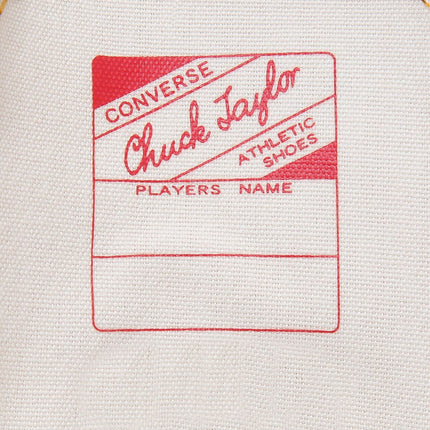 CONVERSE
Chuck Taylor
ATHLETIC
SHOES
PLAYERS NAME